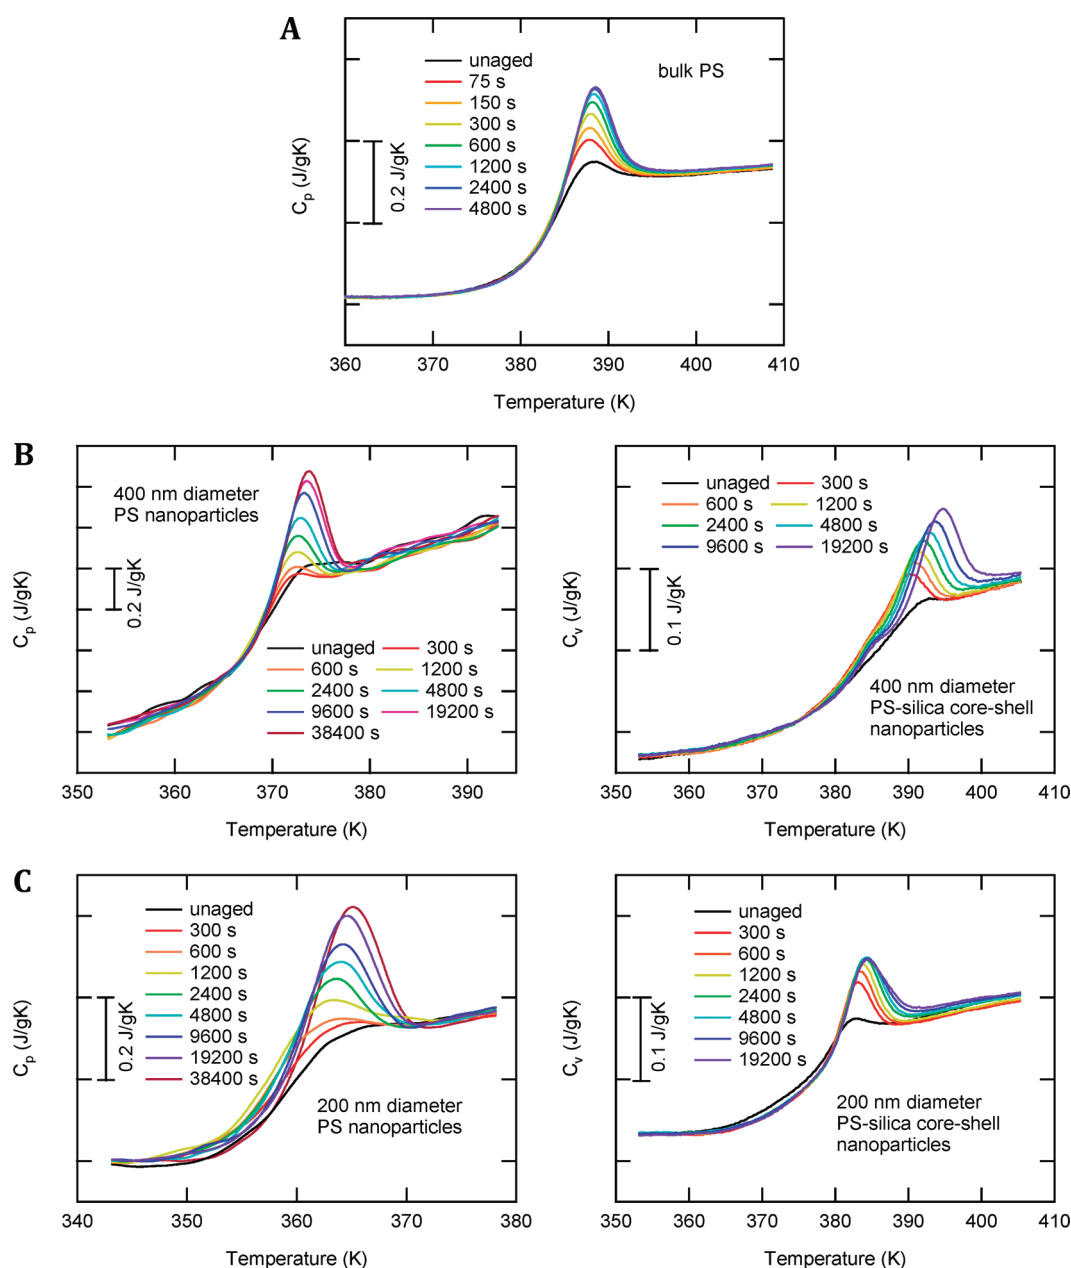 A
unaged
75 s
150 s
300 s
600 s
1200 s
2400 s
4800 s
bulk PS
0.2 J/gK
Cp (J/gK)
360 370 380 390 400 410
Temperature (K)
B
400 nm diameter
PS nanoparticles
0.2 J/gK
Cp (J/gK)
unaged 300 s
600 s 1200 s
2400 s 4800 s
9600 s 19200 s
38400 s
350 360 370 380 390
Temperature (K)
unaged 300 s
600 s 1200 s
2400 s 4800 s
9600 s 19200 s
0.1 J/gK
Cv (J/gK)
400 nm diameter
PS-silica core-shell
nanoparticles
350 360 370 380 390 400 410
Temperature (K)
C
unaged
300 s
600 s
1200 s
2400 s
4800 s
9600 s
19200 s
38400 s
0.2 J/gK
Cp (J/gK)
200 nm diameter
PS nanoparticles
340 350 360 370 380
Temperature (K)
unaged
300 s
600 s
1200 s
2400 s
4800 s
9600 s
19200 s
0.1 J/gK
Cv (J/gK)
200 nm diameter
PS-silica core-shell
nanoparticles
350 360 370 380 390 400 410
Temperature (K)